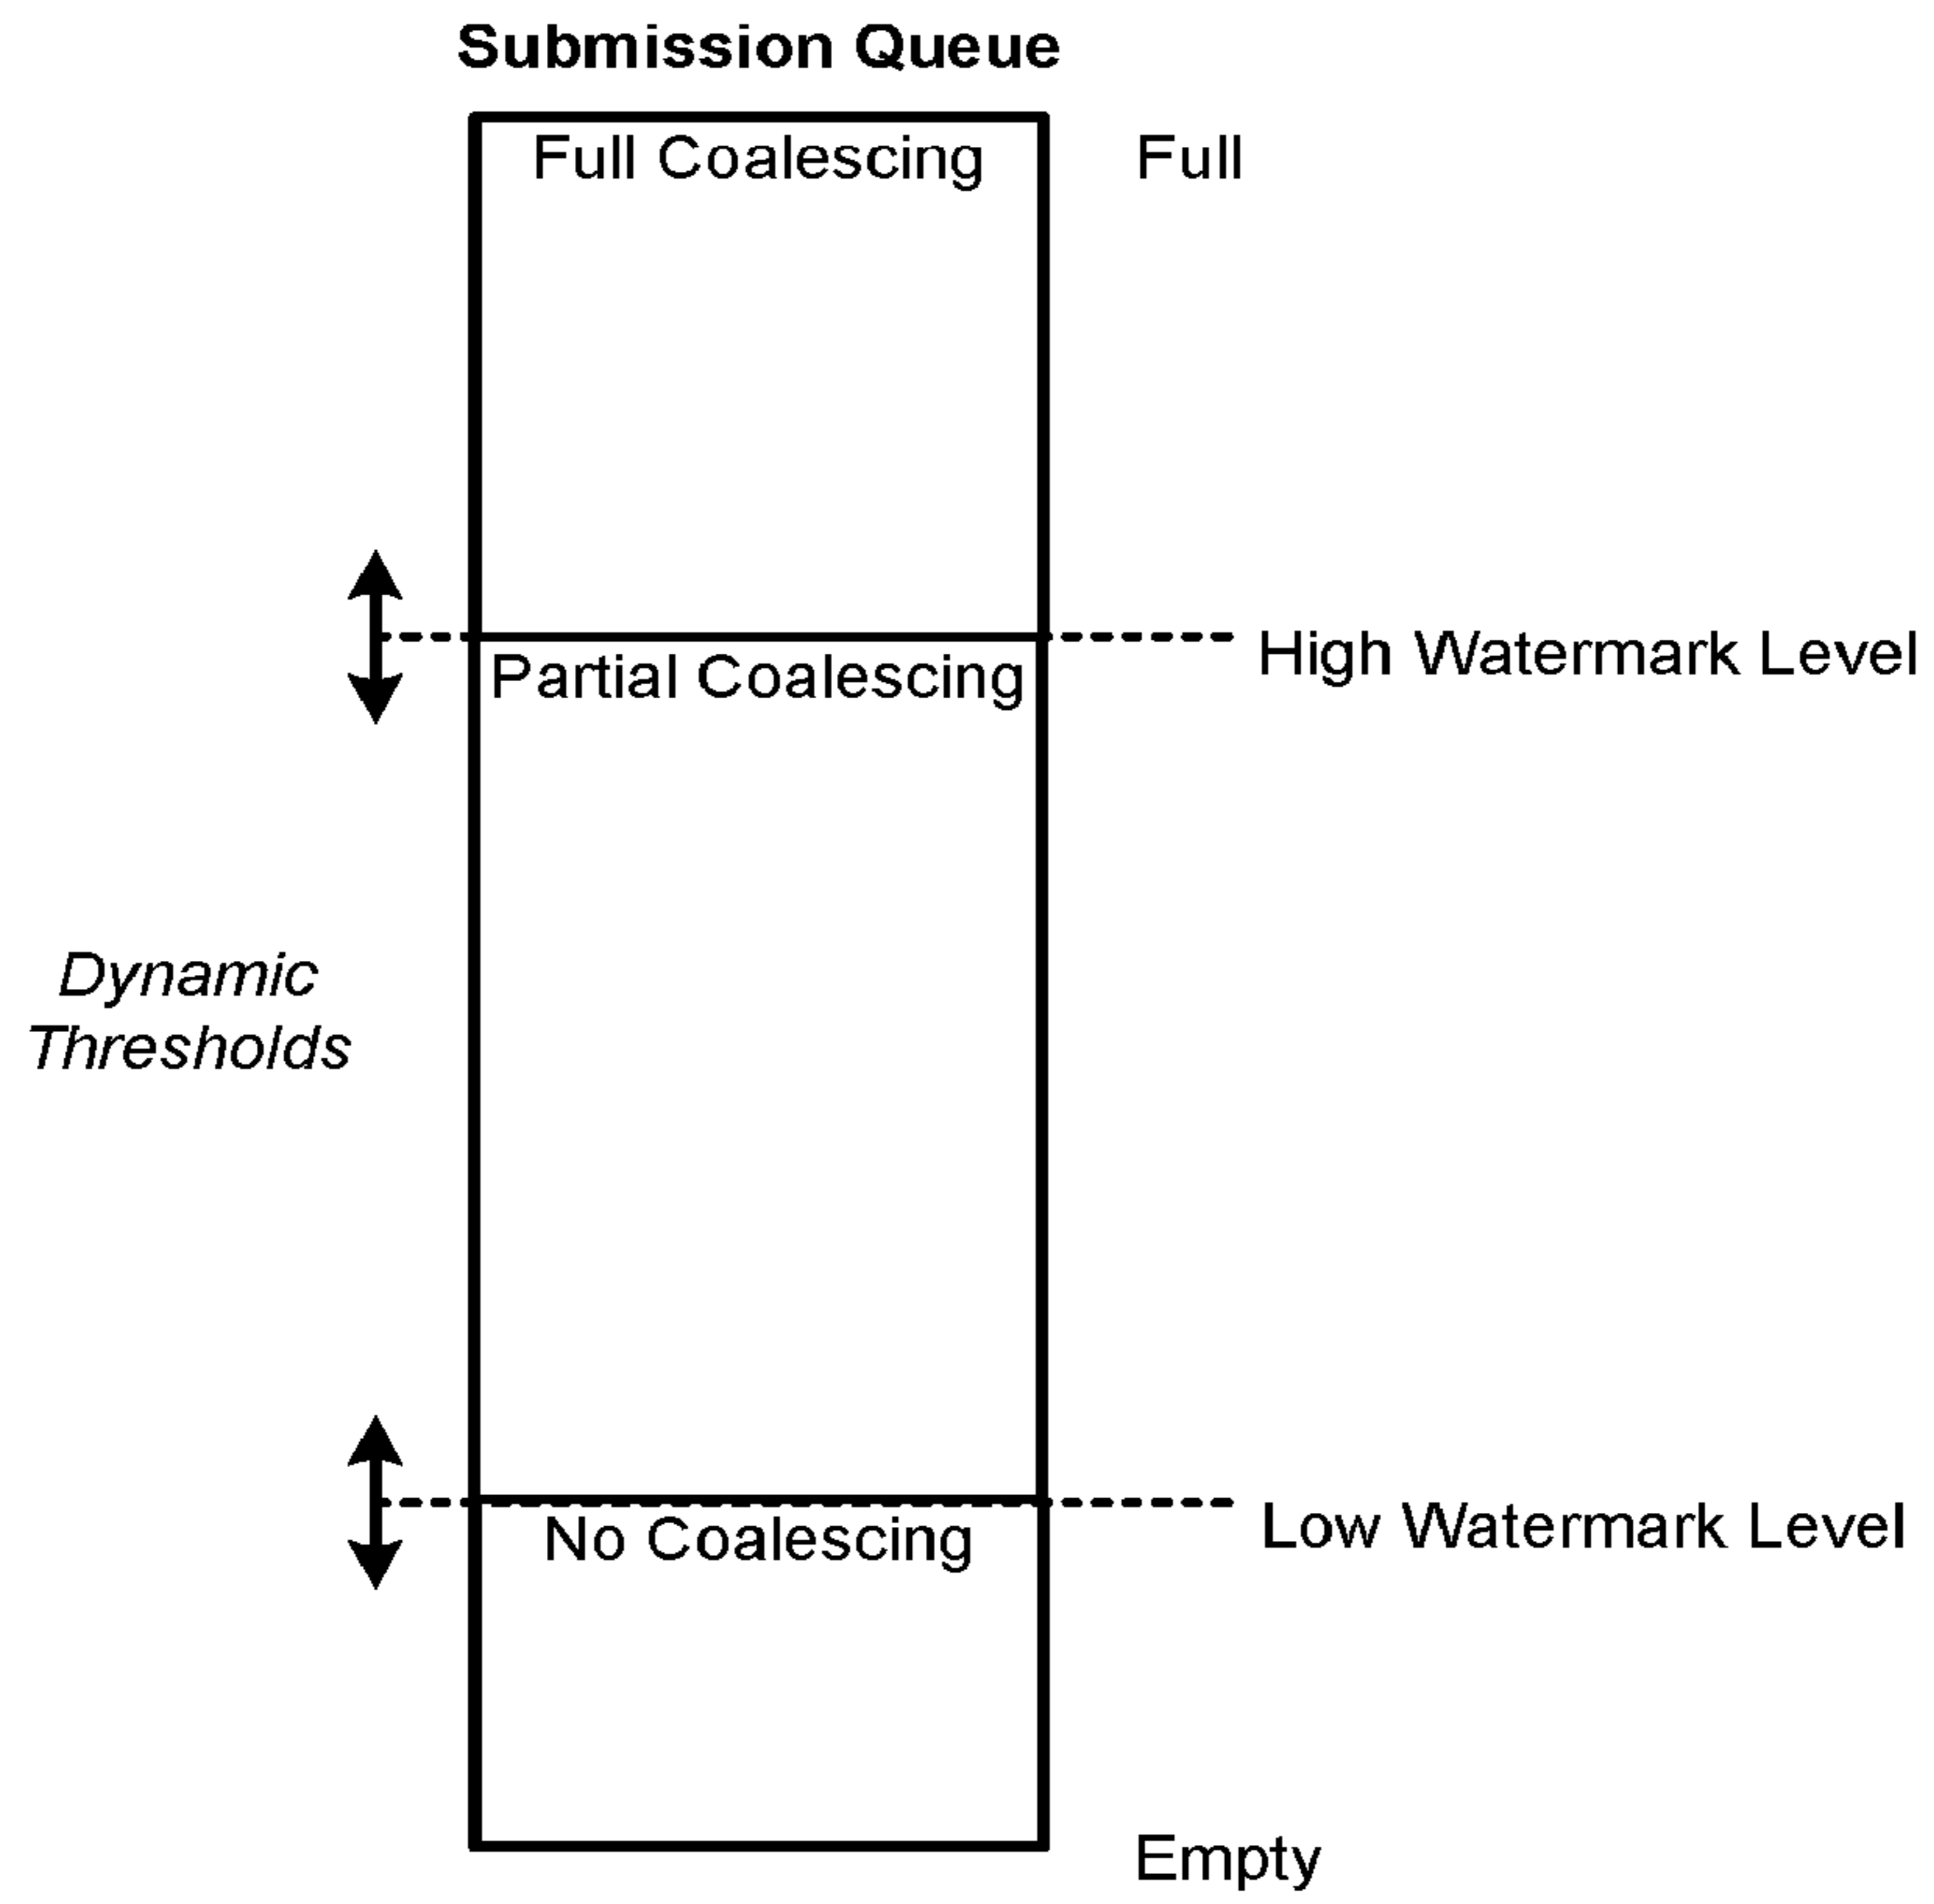 Submission Queue
Full Coalescing
Full
High Watermark Level
Partial Coalescing
Dynamic
Thresholds
Low Watermark Level
No Coalescing
Empty